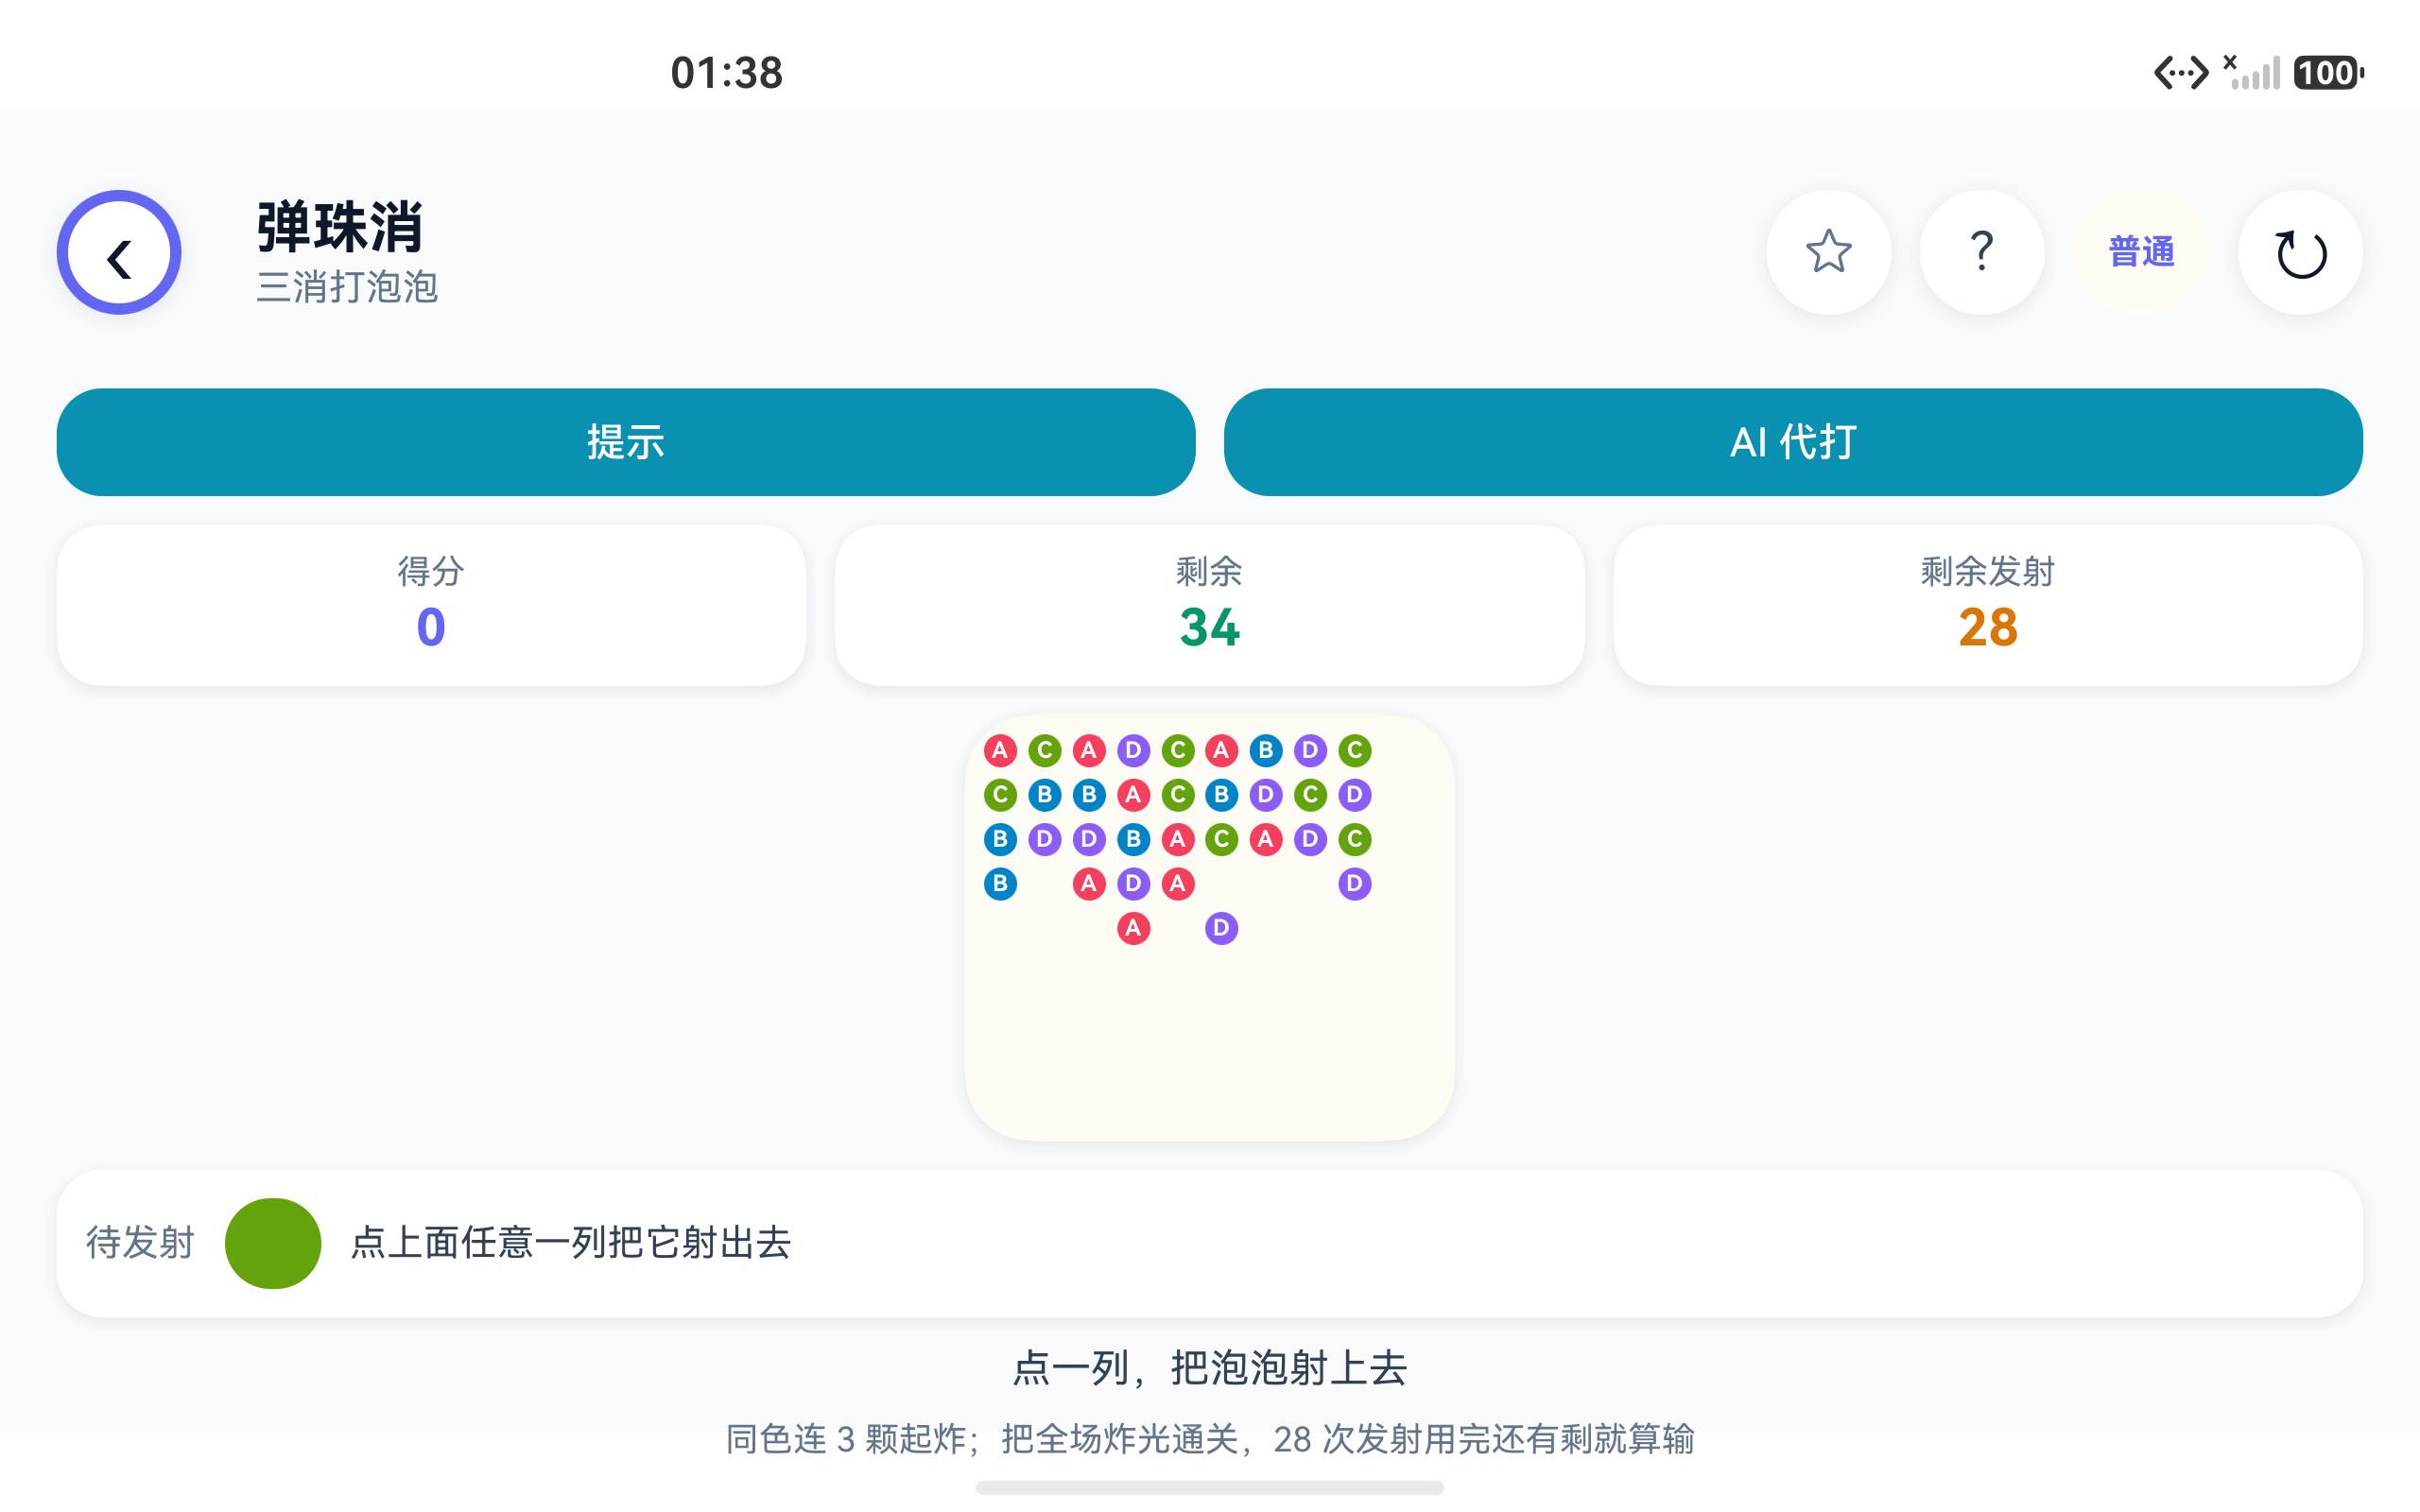 01:38
100
弹珠消
三消打泡泡
?
普通
提示
AI 代打
得分
剩余
剩余发射
0
34
28
A C A D C A B D C
C B B A C B D C D
B D D B A C A D C
B A D A D
A D
待发射
点上面任意一列把它射出去
点一列，把泡泡射上去
同色连 3 颗起炸；把全场炸光通关，28 次发射用完还有剩就算输